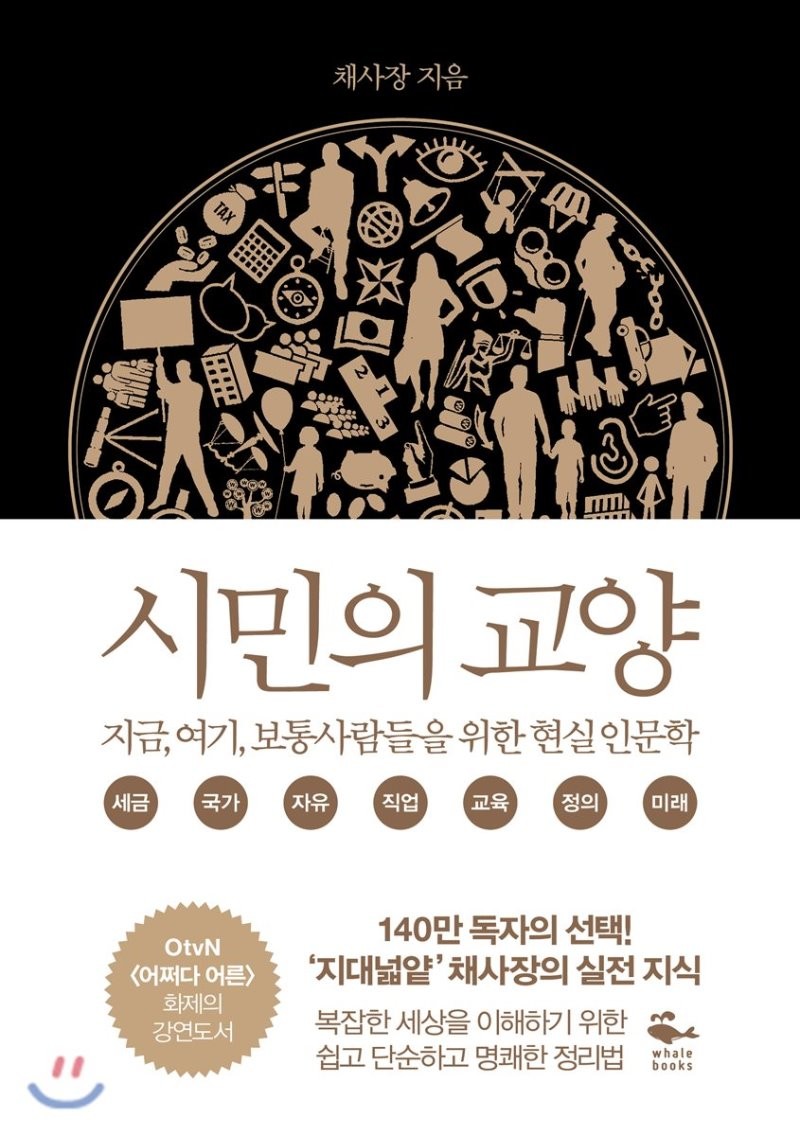 채사장 지음
TAX
2 1 3
시민의 교양
지금, 여기, 보통사람들을 위한 현실 인문학
세금 국가 자유 직업 교육 정의 미래
OtvN
〈어쩌다 어른〉
화제의
강연도서
140만 독자의 선택!
‘지대넓얕’ 채사장의 실전 지식
복잡한 세상을 이해하기 위한
쉽고 단순하고 명쾌한 정리법
whale
books